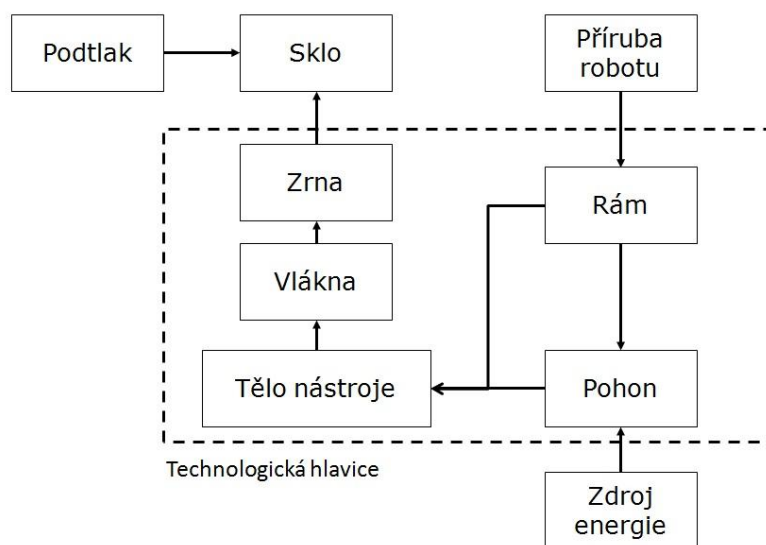 Podtlak
Sklo
Příruba
robotu
Zrna
Rám
Vlákna
Tělo nástroje
Pohon
Technologická hlavice
Zdroj
energie